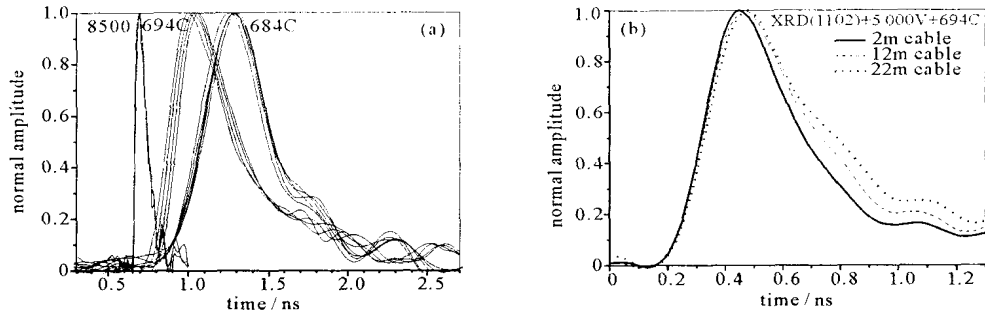 8500 694C 684C (a)
1.0
0.8
0.6
0.4
0.2
0
normal amplitude
0.5 1.0 1.5 2.0 2.5
time / ns
(b) XRD(1102)+5 000V+694C
2m cable
12m cable
22m cable
1.0
0.8
0.6
0.4
0.2
0
normal amplitude
0 0.2 0.4 0.6 0.8 1.0 1.2
time / ns